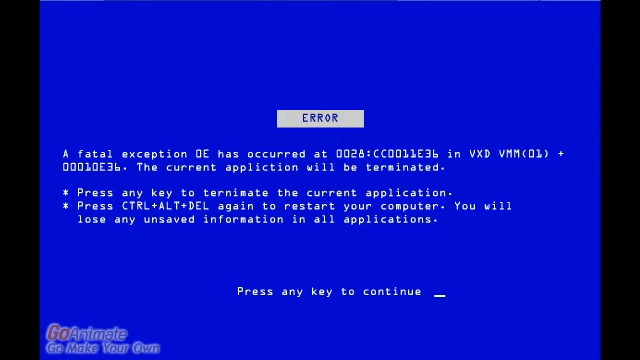 ERROR
A fatal exception 0E has occurred at 0028:CC0011E36 in VXD VMM(01) +
00010E36. The current appliction will be terminated.
* Press any key to ternimate the current application.
* Press CTRL+ALT+DEL again to restart your computer. You will
lose any unsaved information in all applications.
Press any key to continue _
GoAnimate
Go Make Your Own